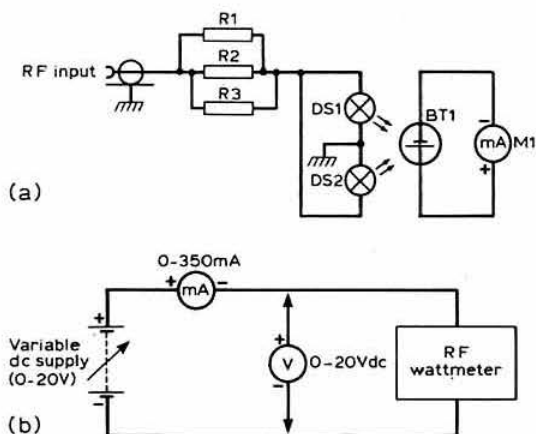 R1
R2
RF input
R3
DS1
BT1
-
mA
M1
+
DS2
(a)
0-350mA
+
mA
-
+
Variable
dc supply
(0-20V)
-
+
V
-
0-20Vdc
RF
wattmeter
(b)